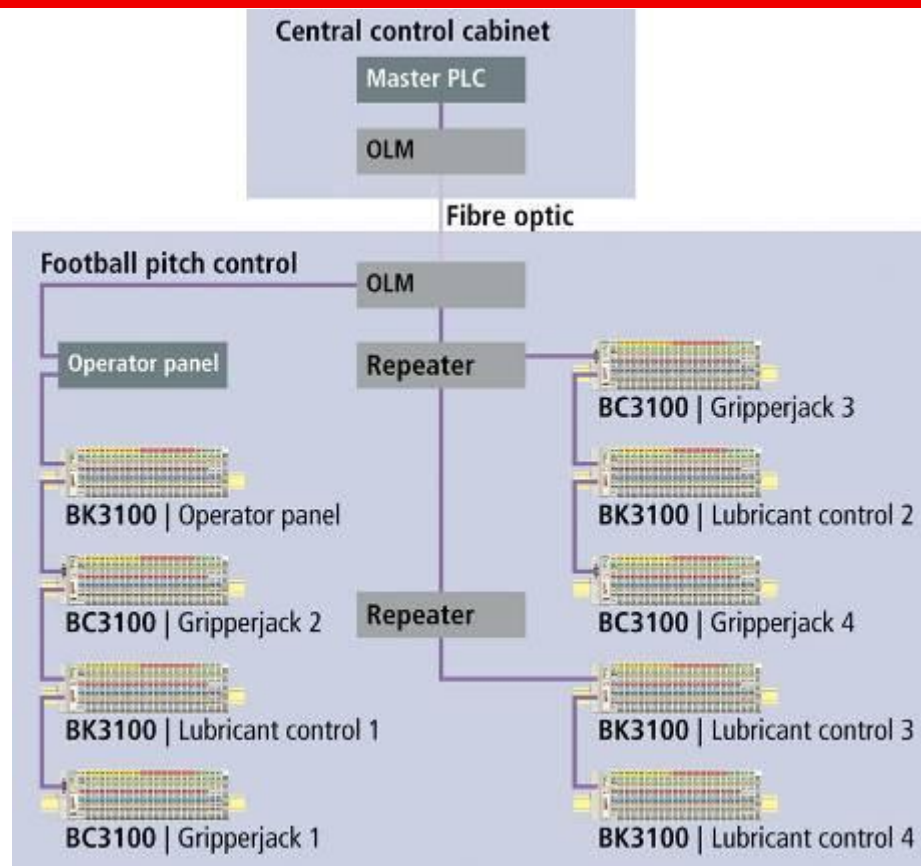 Central control cabinet
Master PLC
OLM
Fibre optic
Football pitch control
OLM
Operator panel
Repeater
BC3100 | Gripperjack 3
BK3100 | Operator panel
BK3100 | Lubricant control 2
BC3100 | Gripperjack 2
Repeater
BC3100 | Gripperjack 4
BK3100 | Lubricant control 1
BK3100 | Lubricant control 3
BC3100 | Gripperjack 1
BK3100 | Lubricant control 4